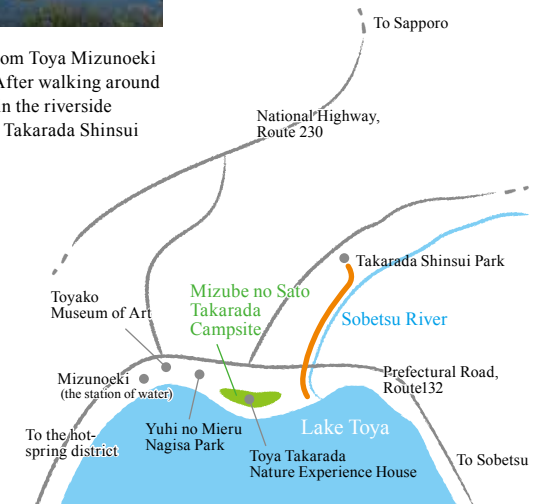 om Toya Mizunoeki
After walking around
n the riverside
Takarada Shinsui
To Sapporo
National Highway,
Route 230
Takarada Shinsui Park
Toyako
Museum of Art
Mizube no Sato
Takarada
Campsite
Sobetsu River
Mizunoeki
(the station of water)
Prefectural Road,
Route132
To the hot-
spring district
Yuhi no Mieru
Nagisa Park
Lake Toya
Toya Takarada
Nature Experience House
To Sobetsu